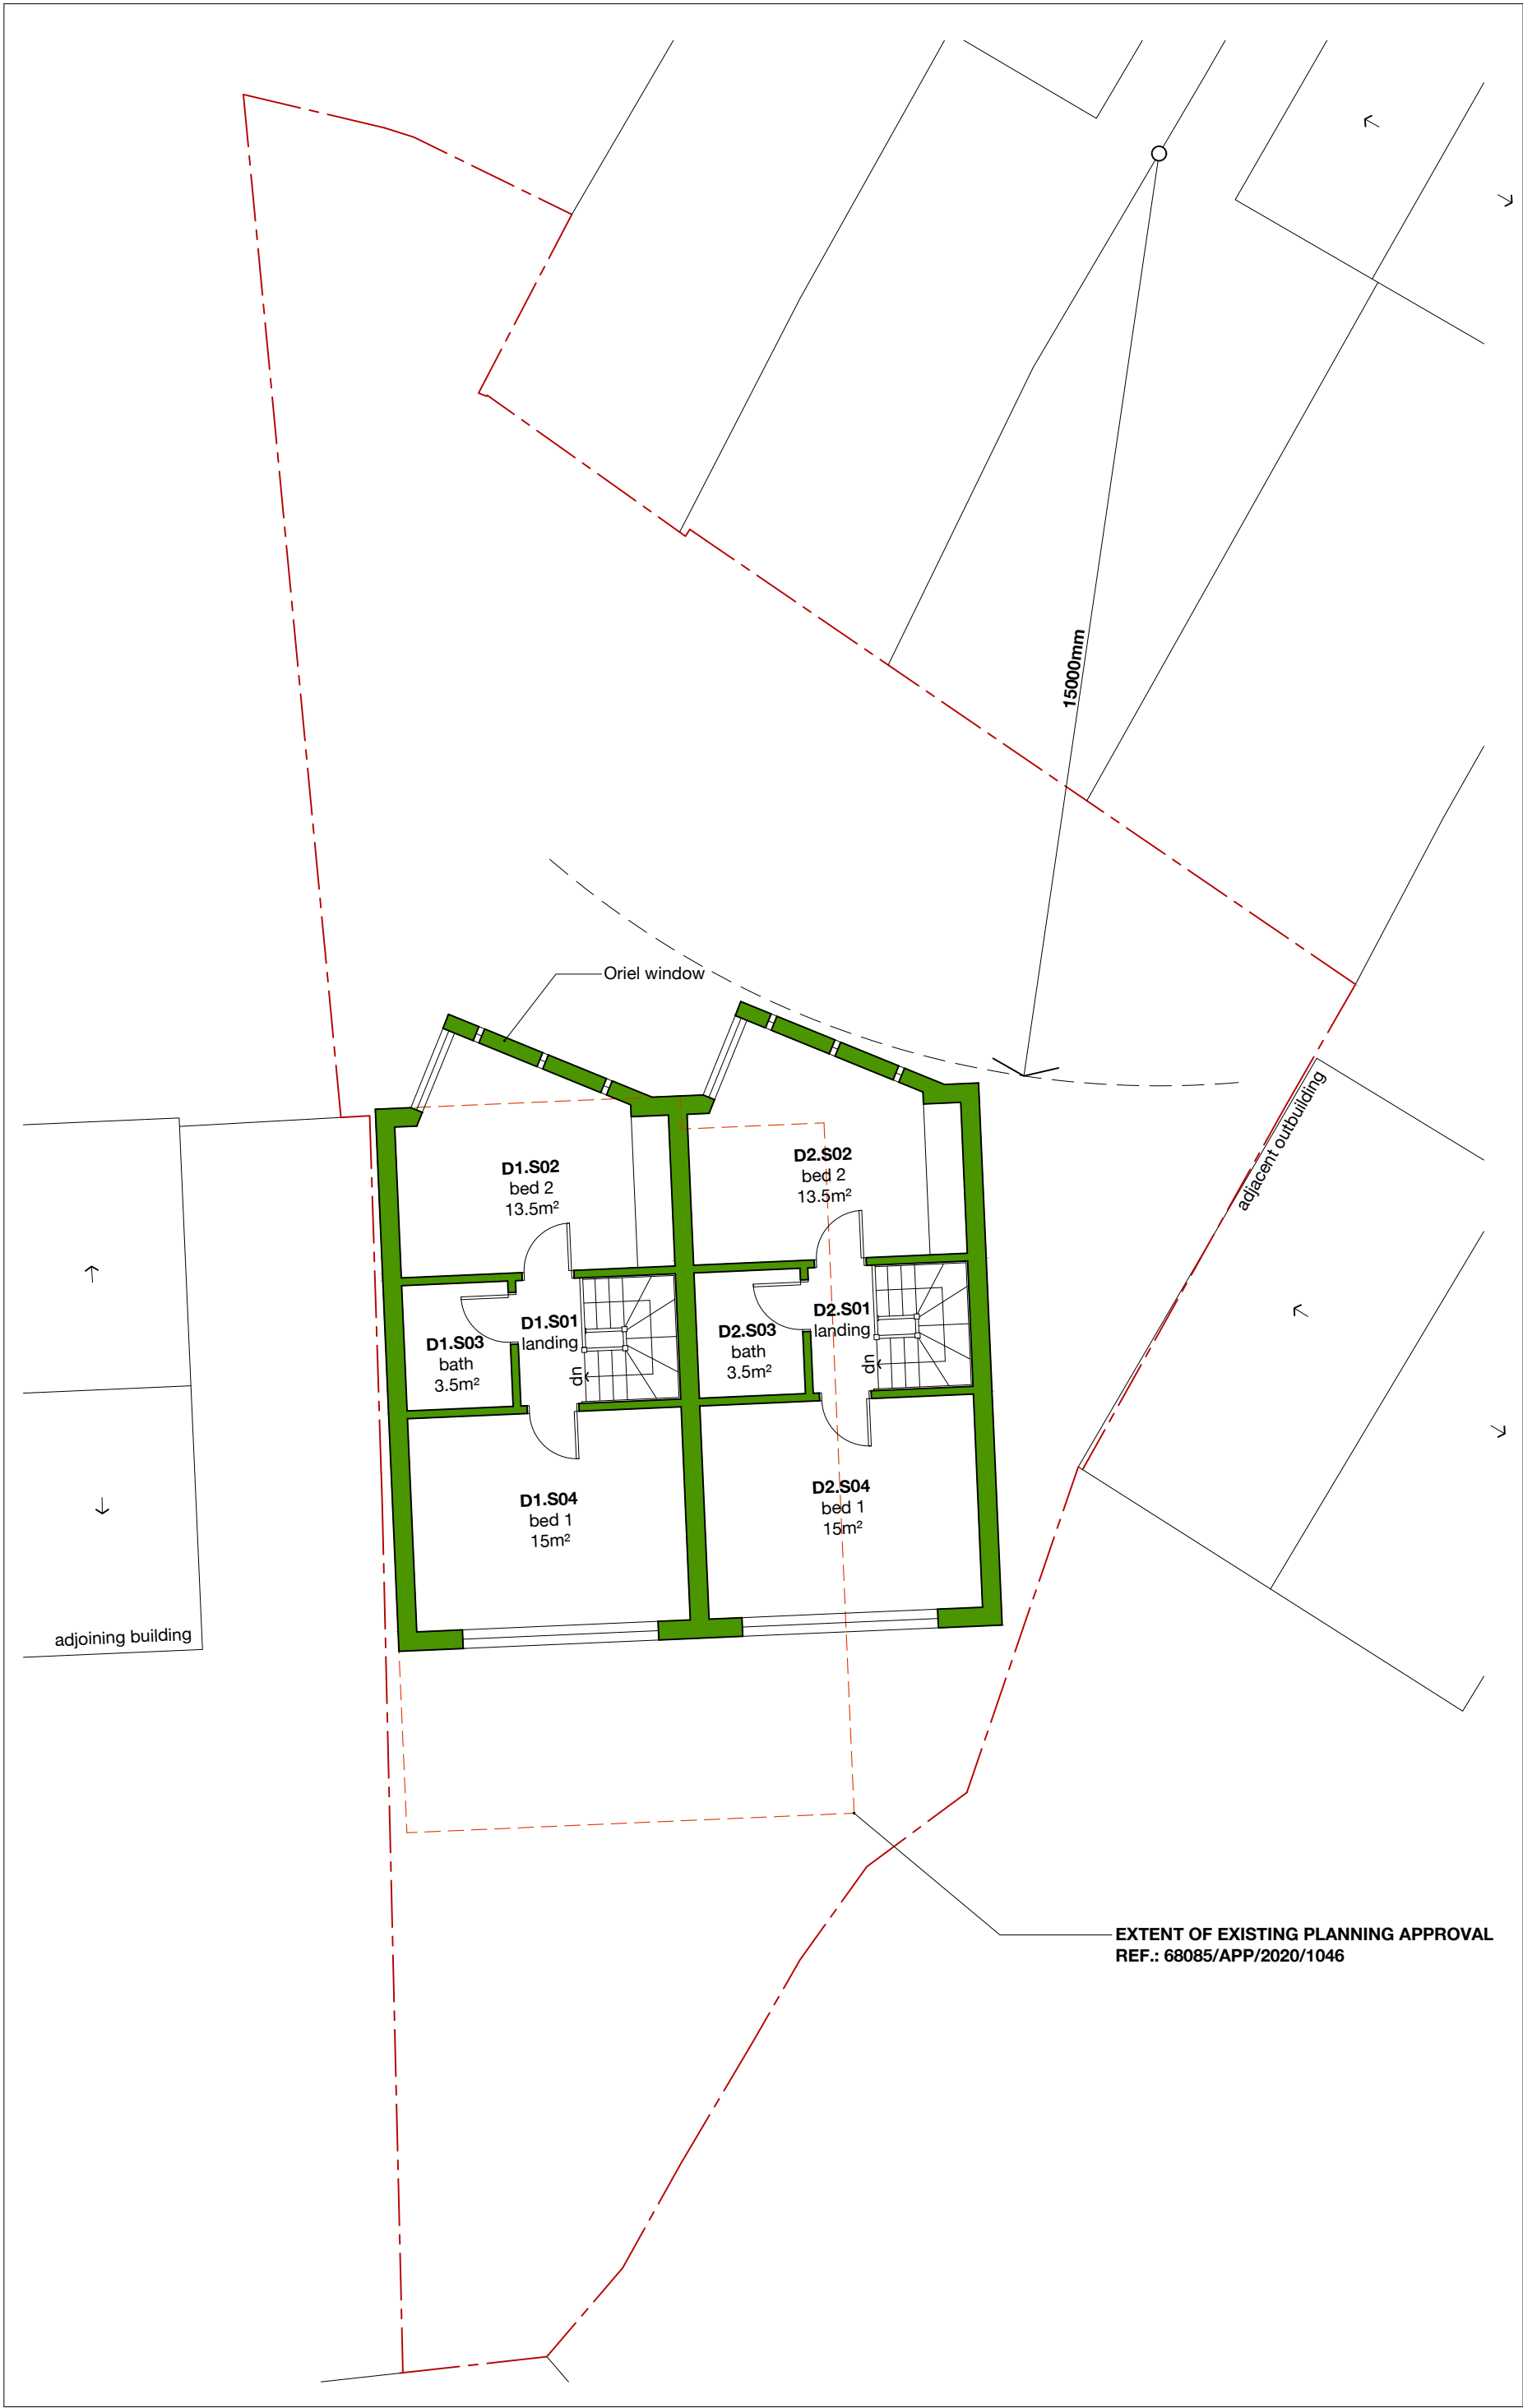 15000mm
Oriel window
adjacent outbuilding
D1.S02
bed 2
13.5m²
D2.S02
bed 2
13.5m²
D1.S01
landing
D1.S03
bath
3.5m²
dn
D2.S01
landing
D2.S03
bath
3.5m²
dn
D1.S04
bed 1
15m²
D2.S04
bed 1
15m²
adjoining building
EXTENT OF EXISTING PLANNING APPROVAL
REF.: 68085/APP/2020/1046